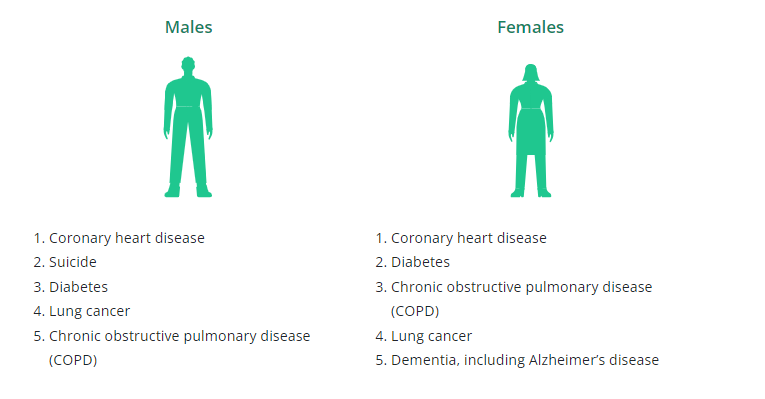 Males
1. Coronary heart disease
2. Suicide
3. Diabetes
4. Lung cancer
5. Chronic obstructive pulmonary disease
(COPD)
Females
1. Coronary heart disease
2. Diabetes
3. Chronic obstructive pulmonary disease
(COPD)
4. Lung cancer
5. Dementia, including Alzheimer’s disease